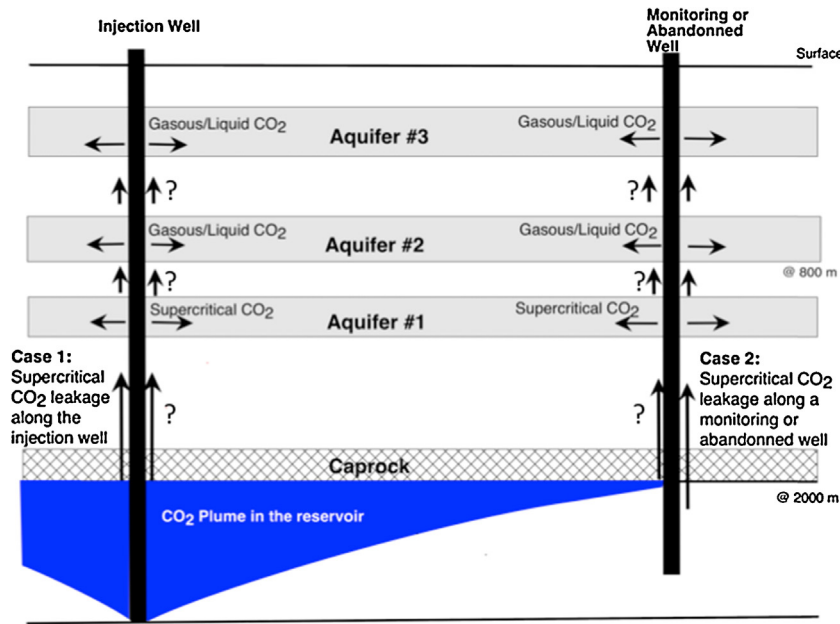 Injection Well
Monitoring or
Abandonned
Well
Surface
Gasous/Liquid CO2
Aquifer #3
Gasous/Liquid CO2
?
?
Gasous/Liquid CO2
Aquifer #2
Gasous/Liquid CO2
@ 800 m
?
?
Supercritical CO2
Aquifer #1
Supercritical CO2
Case 1:
Supercritical
CO2 leakage
along the
injection well
?
?
Case 2:
Supercritical CO2
leakage along a
monitoring or
abandonned well
Caprock
@ 2000 m
CO2 Plume in the reservoir